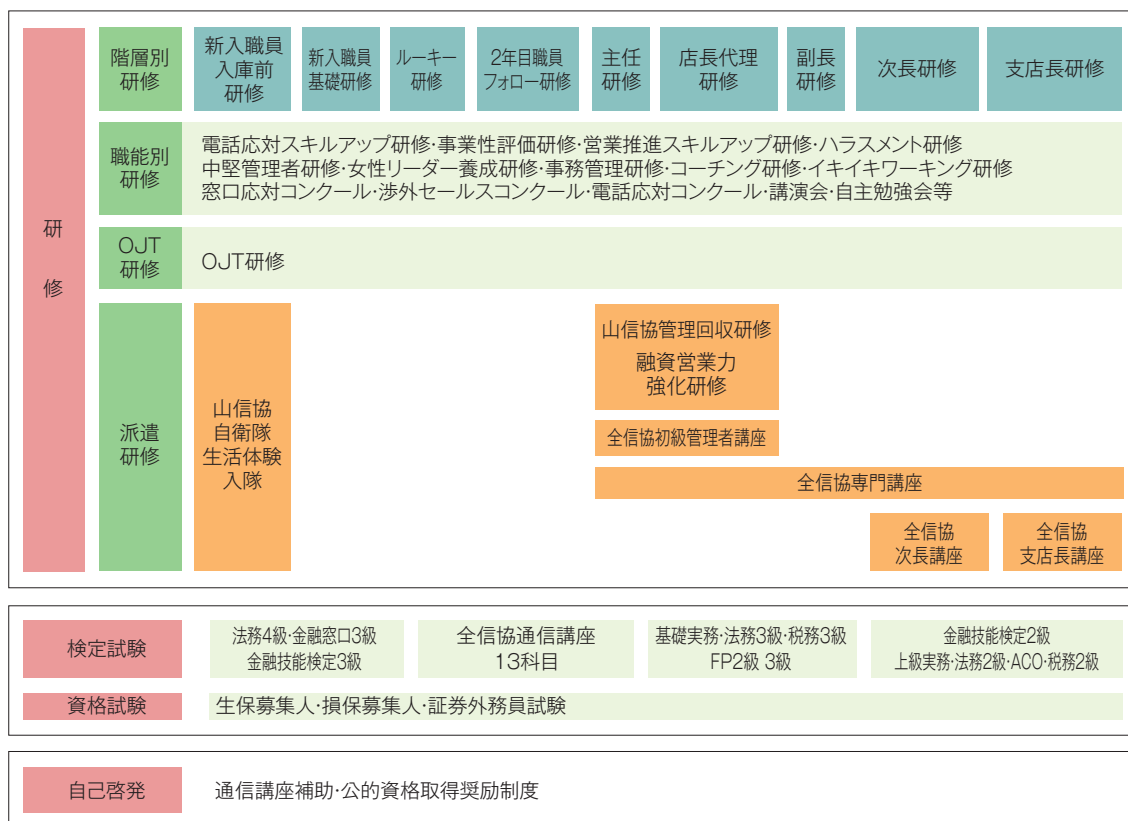 研修
階層別
研修
新入職員
入庫前
研修
新入職員
基礎研修
ルーキー
研修
2年目職員
フォロー研修
主任
研修
店長代理
研修
副長
研修
次長研修
支店長研修
職能別
研修
電話応対スキルアップ研修･事業性評価研修･営業推進スキルアップ研修･ハラスメント研修
中堅管理者研修･女性リーダー養成研修･事務管理研修･コーチング研修･イキイキワーキング研修
窓口応対コンクール･渉外セールスコンクール･電話応対コンクール･講演会･自主勉強会等
OJT
研修
OJT研修
派遣
研修
山信協
自衛隊
生活体験
入隊
山信協管理回収研修
融資営業力
強化研修
全信協初級管理者講座
全信協専門講座
全信協
次長講座
全信協
支店長講座
検定試験
法務4級･金融窓口3級
金融技能検定3級
全信協通信講座
13科目
基礎実務･法務3級･税務3級
FP2級 3級
金融技能検定2級
上級実務･法務2級･ACO･税務2級
資格試験
生保募集人･損保募集人･証券外務員試験
自己啓発
通信講座補助･公的資格取得奨励制度